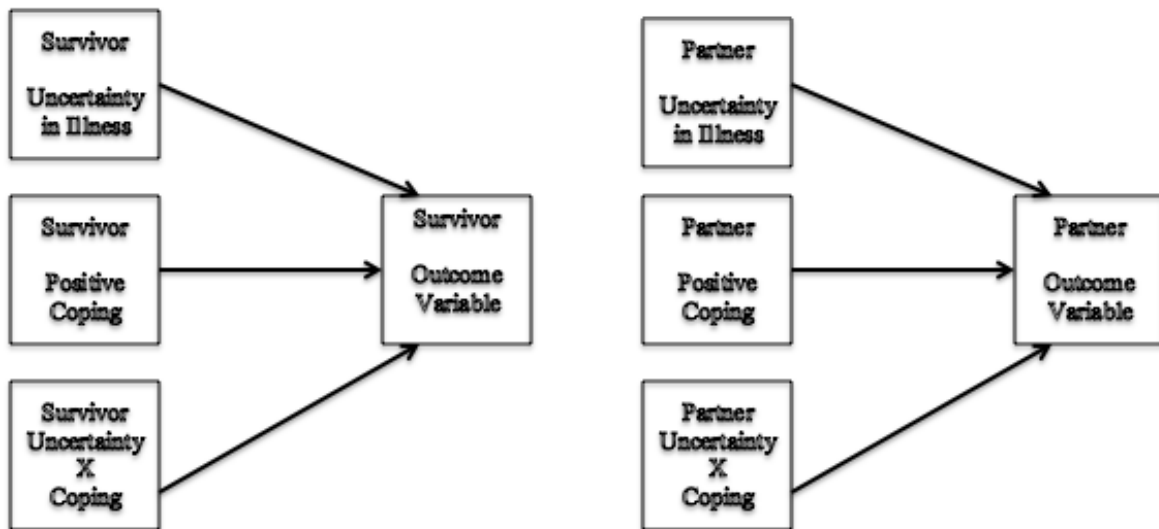 Survivor
Uncertainty
in Illness
Survivor
Positive
Coping
Survivor
Uncertainty
X
Coping
Survivor
Outcome
Variable
Partner
Uncertainty
in Illness
Partner
Positive
Coping
Partner
Uncertainty
X
Coping
Partner
Outcome
Variable